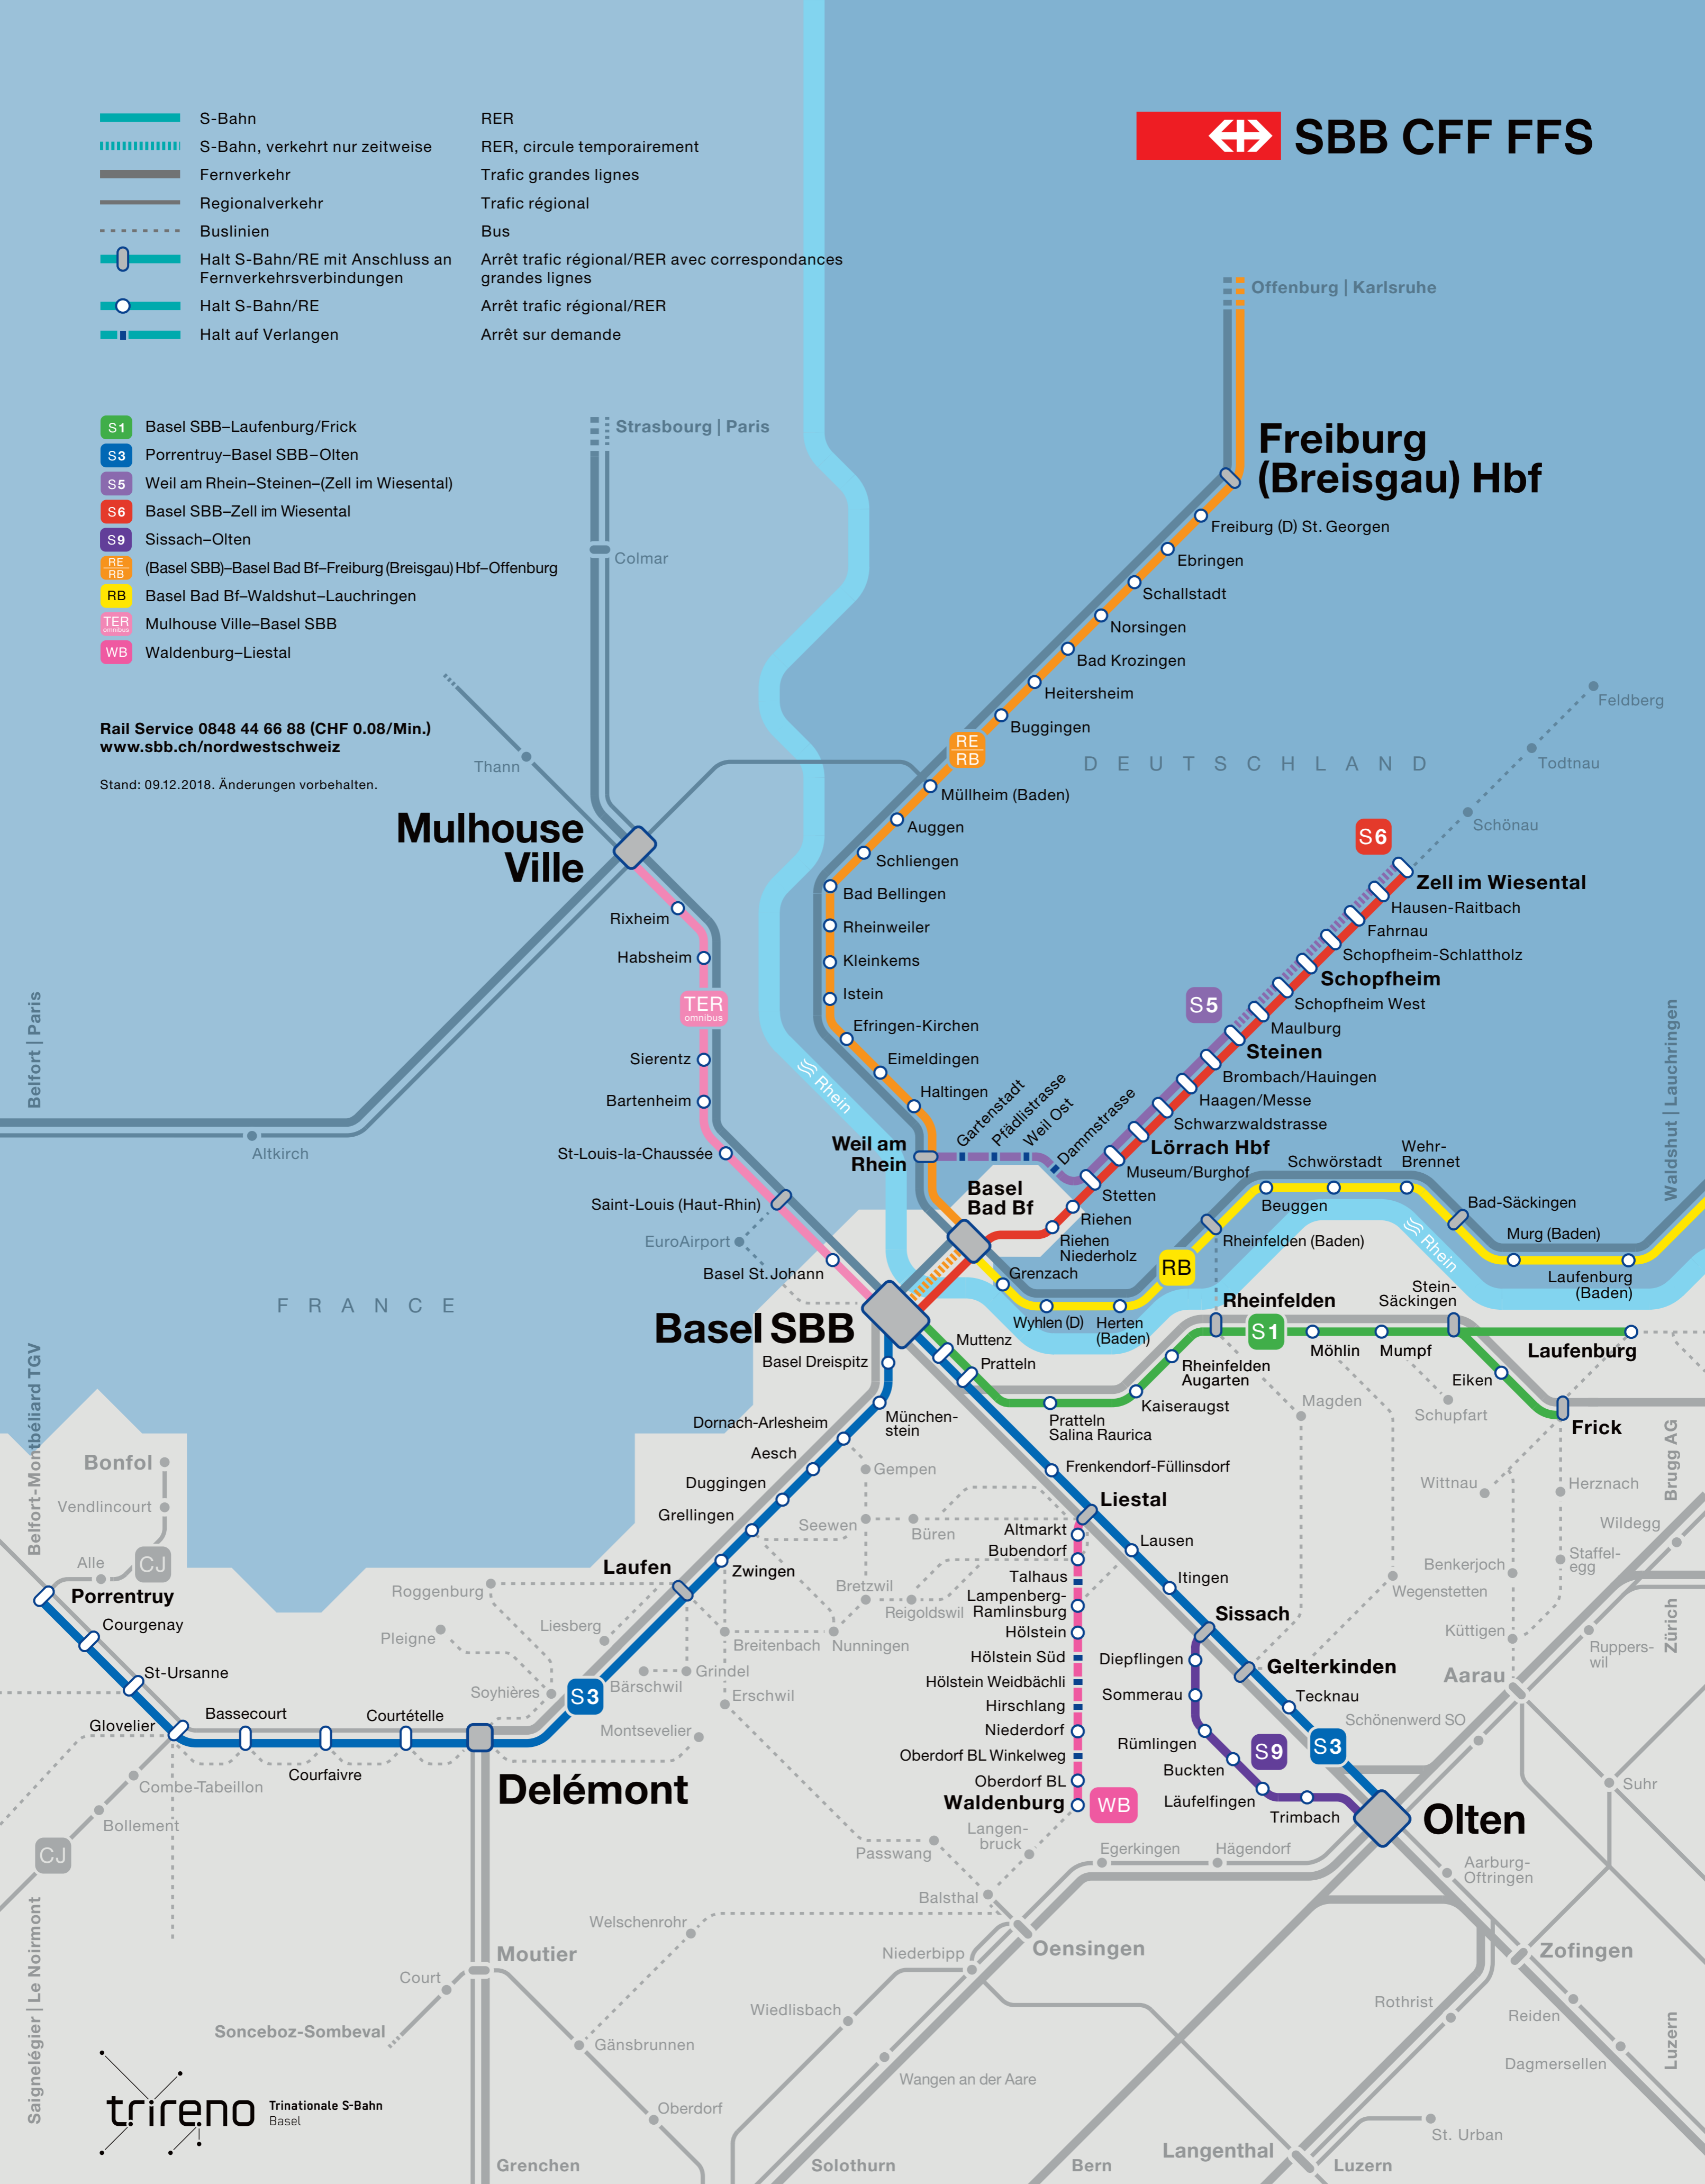 S-Bahn
RER
S-Bahn, verkehrt nur zeitweise
RER, circule temporairement
Fernverkehr
Trafic grandes lignes
Regionalverkehr
Trafic régional
Buslinien
Bus
Halt S-Bahn/RE mit Anschluss an
Fernverkehrsverbindungen
Arrêt trafic régional/RER avec correspondances
grandes lignes
Halt S-Bahn/RE
Arrêt trafic régional/RER
Halt auf Verlangen
Arrêt sur demande
SBB CFF FFS
S1 Basel SBB–Laufenburg/Frick
S3 Porrentruy–Basel SBB–Olten
S5 Weil am Rhein–Steinen–(Zell im Wiesental)
S6 Basel SBB–Zell im Wiesental
S9 Sissach–Olten
RE
RB
(Basel SBB)–Basel Bad Bf–Freiburg (Breisgau) Hbf–Offenburg
RB Basel Bad Bf–Waldshut–Lauchringen
TER
omnibus
Mulhouse Ville–Basel SBB
WB Waldenburg–Liestal
Rail Service 0848 44 66 88 (CHF 0.08/Min.)
www.sbb.ch/nordwestschweiz
Stand: 09.12.2018. Änderungen vorbehalten.
Offenburg | Karlsruhe
Strasbourg | Paris
Colmar
Freiburg
(Breisgau) Hbf
Freiburg (D) St. Georgen
Ebringen
Schallstadt
Norsingen
Bad Krozingen
Heitersheim
Buggingen
RE
RB
Müllheim (Baden)
Auggen
Schliengen
Bad Bellingen
Rheinweiler
Kleinkems
Istein
Efringen-Kirchen
Eimeldingen
Haltingen
DEUTSCHLAND
Feldberg
Todtnau
Schönau
S6
Zell im Wiesental
Hausen-Raitbach
Fahrnau
Schopfheim-Schlattholz
Schopfheim
Schopfheim West
Maulburg
S5
Steinen
Brombach/Hauingen
Haagen/Messe
Schwarzwaldstrasse
Lörrach Hbf
Museum/Burghof
Stetten
Riehen
Riehen
Niederholz
Gartenstadt
Pfädlistrasse
Weil Ost
Dammstrasse
Weil am
Rhein
Basel
Bad Bf
Thann
Mulhouse
Ville
Rixheim
Habsheim
TER
omnibus
Sierentz
Bartenheim
St-Louis-la-Chaussée
Saint-Louis (Haut-Rhin)
EuroAirport
Basel St. Johann
Rhein
Belfort | Paris
Altkirch
FRANCE
Waldshut | Lauchringen
Wehr-
Brennet
Schwörstadt
Beuggen
Bad-Säckingen
Murg (Baden)
Laufenburg
(Baden)
Rheinfelden (Baden)
Rhein
RB
Grenzach
Wyhlen (D)
Herten
(Baden)
Basel SBB
Basel Dreispitz
Muttenz
Pratteln
Rheinfelden
S1
Stein-
Säckingen
Möhlin
Mumpf
Laufenburg
Eiken
Frick
Rheinfelden
Augarten
Kaiseraugst
Pratteln
Salina Raurica
Magden
Schupfart
Wittnau
Herznach
Brugg AG
Wildegg
Staffel-
egg
Benkerjoch
Wegenstetten
Küttigen
Ruppers-
wil
Zürich
Aarau
Schönenwerd SO
Suhr
München-
stein
Dornach-Arlesheim
Aesch
Duggingen
Grellingen
Zwingen
Laufen
Gempen
Seewen
Büren
Bretzwil
Reigoldswil
Breitenbach
Nunningen
Roggenburg
Liesberg
Pleigne
Soyhières
Bärschwil
Grindel
Erschwil
Montsevelier
S3
Frenkendorf-Füllinsdorf
Liestal
Lausen
Itingen
Sissach
Gelterkinden
Tecknau
S3
S9
Diepflingen
Sommerau
Rümlingen
Buckten
Läufelfingen
Trimbach
Olten
Altmarkt
Bubendorf
Talhaus
Lampenberg-
Ramlinsburg
Hölstein
Hölstein Süd
Hölstein Weidbächli
Hirschlang
Niederdorf
Oberdorf BL Winkelweg
Oberdorf BL
Waldenburg
WB
Langen-
bruck
Passwang
Balsthal
Egerkingen
Hägendorf
Aarburg-
Oftringen
Belfort-Montbéliard TGV
Bonfol
Vendlincourt
Alle
CJ
Porrentruy
Courgenay
St-Ursanne
Glovelier
Bassecourt
Courfaivre
Courtételle
Delémont
Combe-Tabeillon
Bollement
CJ
Saignelégier | Le Noirmont
Moutier
Court
Sonceboz-Sombeval
Welschenrohr
Gänsbrunnen
Oberdorf
Niederbipp
Oensingen
Wiedlisbach
Wangen an der Aare
Zofingen
Rothrist
Reiden
Dagmersellen
Luzern
St. Urban
Langenthal
Grenchen
Solothurn
Bern
Luzern
trireno
Trinationale S-Bahn
Basel